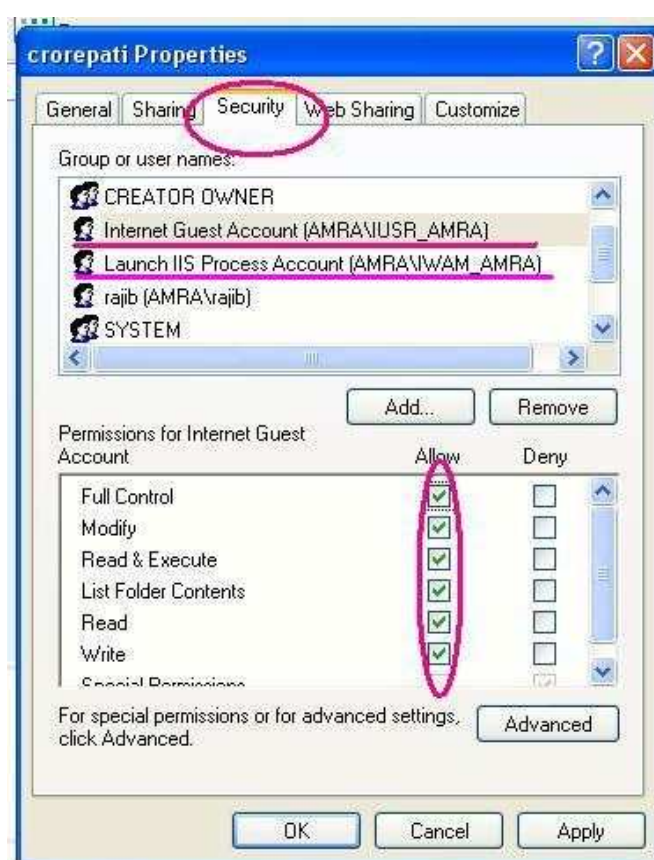 crorepati Properties
General Sharing Security Web Sharing Customize
Group or user names:
CREATOR OWNER
Internet Guest Account (AMRA\IUSR_AMRA)
Launch IIS Process Account (AMRA\IWAM_AMRA)
rajib (AMRA\rajib)
SYSTEM
Add... Remove
Permissions for Internet Guest
Account Allow Deny
Full Control
Modify
Read & Execute
List Folder Contents
Read
Write
Special Permissions
For special permissions or for advanced settings,
click Advanced.
Advanced
OK Cancel Apply